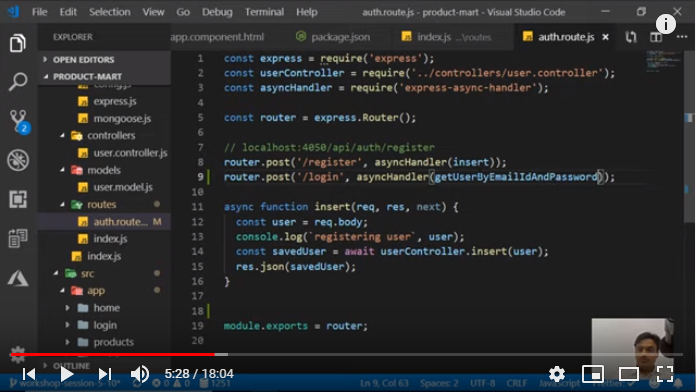 File Edit Selection View Go Debug Terminal Help auth.route.js - product-mart - Visual Studio Code
EXPLORER app.component.html package.json index.js ...\routes auth.route.js
OPEN EDITORS
PRODUCT-MART
express.js
mongoose.js
controllers
user.controller.js
models
user.model.js
routes
auth.route... M
index.js
index.js
src
app
home
login
products
OUTLINE
2
1 const express = require('express');
2 const userController = require('../controllers/user.controller');
3 const asyncHandler = require('express-async-handler');
4
5 const router = express.Router();
6
7 // localhost:4050/api/auth/register
8 router.post('/register', asyncHandler(insert));
9 router.post('/login', asyncHandler(getUserByEmailIdAndPassword));
10
11 async function insert(req, res, next) {
12 const user = req.body;
13 console.log(`registering user`, user);
14 const savedUser = await userController.insert(user);
15 res.json(savedUser);
16 }
17
18
19 module.exports = router;
5:28 / 18:04
workshop-session-5-10* 0 0 1251 Ln 9, Col 63 Spaces: 2 UTF-8 CRLF JavaScript